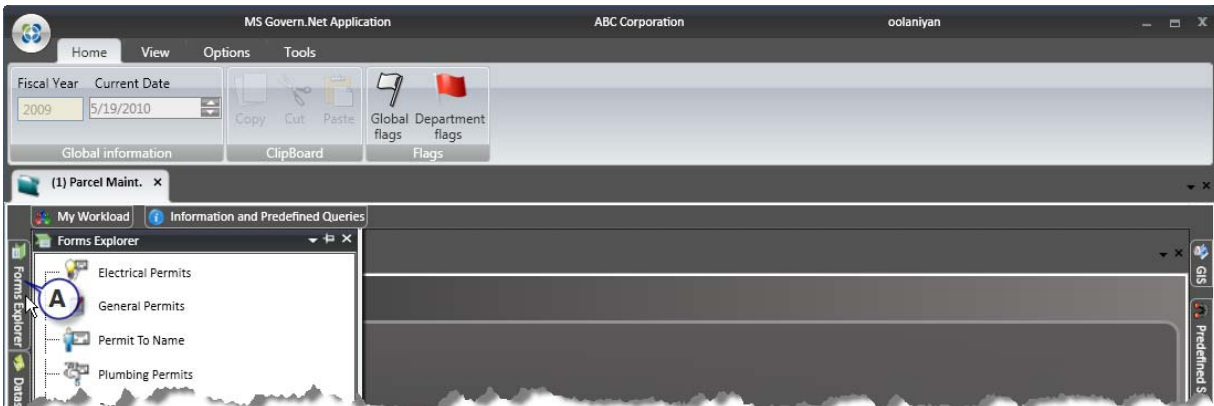 MS Govern.Net Application ABC Corporation oolaniyan
Home View Options Tools
Fiscal Year Current Date
2009 5/19/2010
Copy Cut Paste
Global flags
Department flags
Global information ClipBoard Flags
(1) Parcel Maint.
My Workload Information and Predefined Queries
Forms Explorer
Electrical Permits
General Permits
Permit To Name
Plumbing Permits
A
Forms Explorer
Datas
GIS
Predefined S